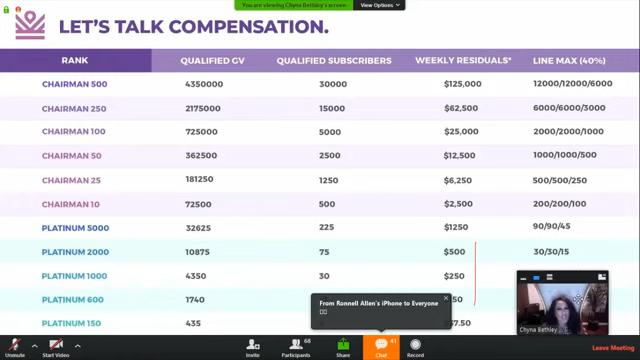 You are viewing Chyna Bethley's screen View Options
LET'S TALK COMPENSATION.
RANK QUALIFIED GV QUALIFIED SUBSCRIBERS WEEKLY RESIDUALS* LINE MAX (40%)
CHAIRMAN 500 4350000 30000 $125,000 12000/12000/6000
CHAIRMAN 250 2175000 15000 $62,500 6000/6000/3000
CHAIRMAN 100 725000 5000 $25,000 2000/2000/1000
CHAIRMAN 50 362500 2500 $12,500 1000/1000/500
CHAIRMAN 25 181250 1250 $6,250 500/500/250
CHAIRMAN 10 72500 500 $2,500 200/200/100
PLATINUM 5000 32625 225 $1250 90/90/45
PLATINUM 2000 10875 75 $500 30/30/15
PLATINUM 1000 4350 30 $250
PLATINUM 600 1740
PLATINUM 150 435
From Ronnell Allen's iPhone to Everyone
Chyna Bethley
Start Video Invite Participants 68 Share Chat 41 Record Leave Meeting